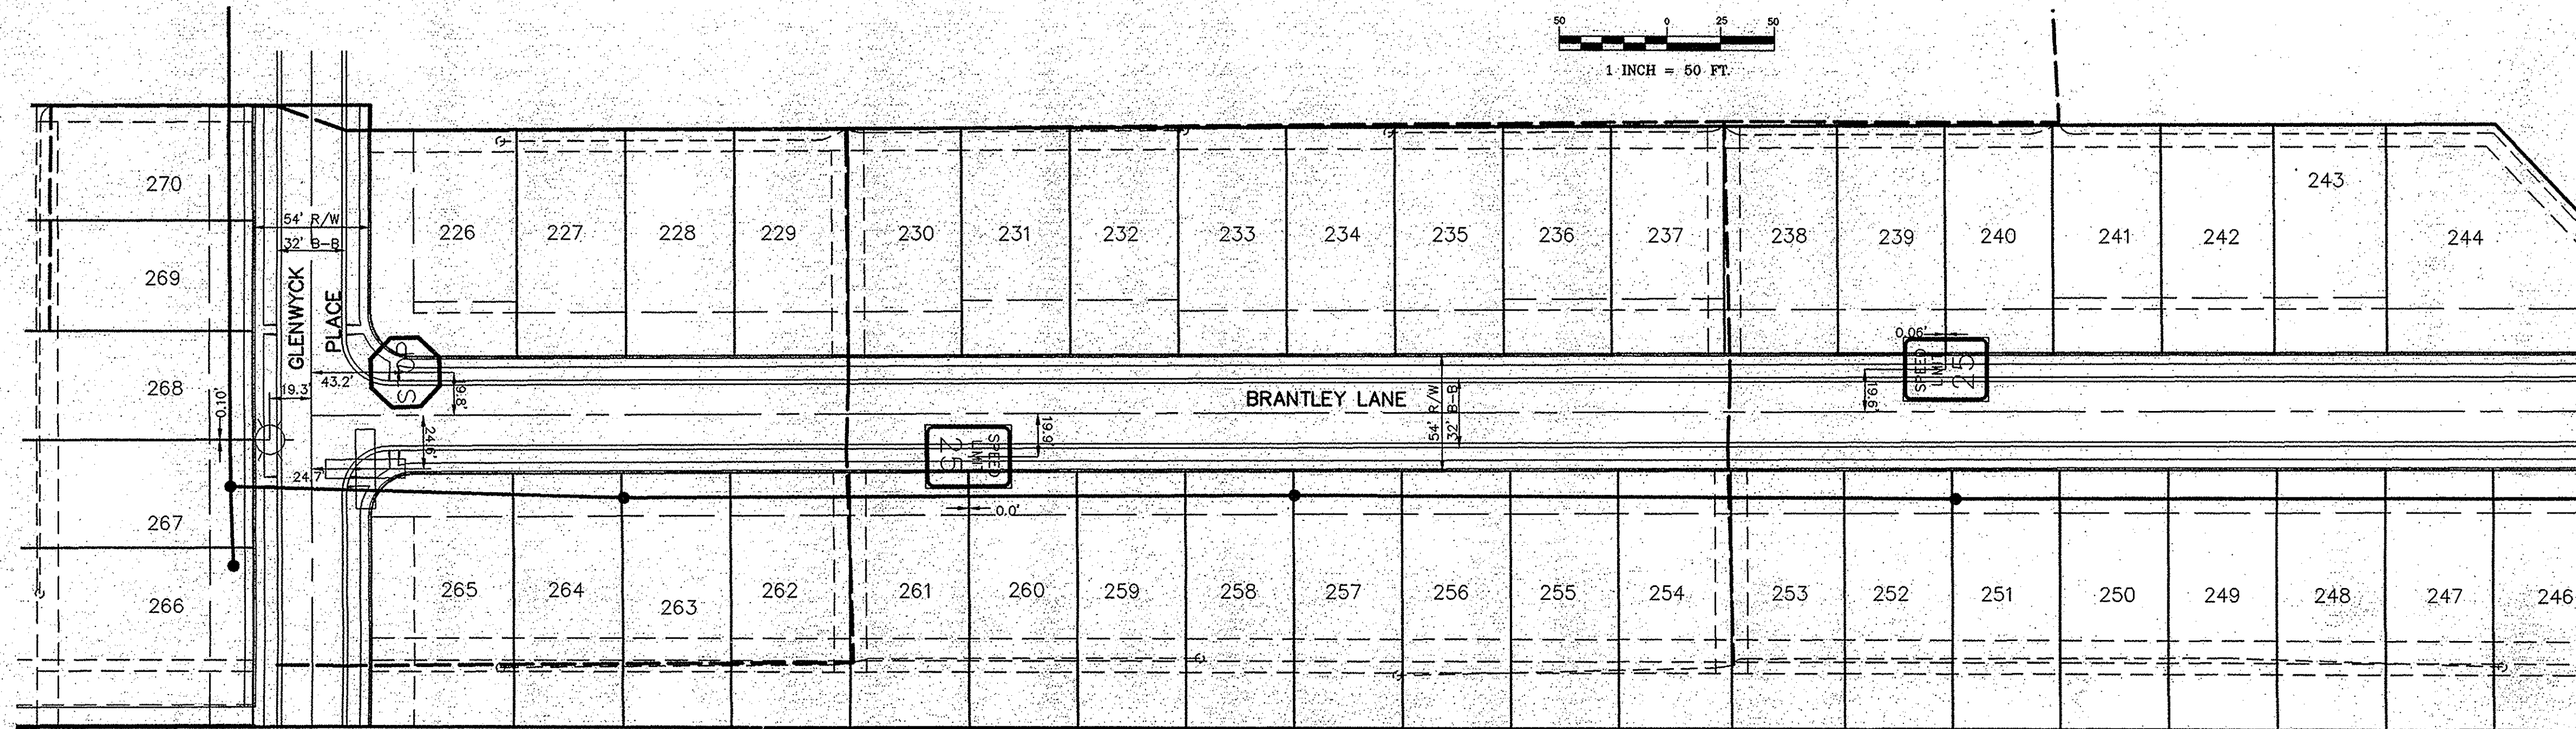 50 0 25 50
1 INCH = 50 FT.
270
269
268
267
266
54' R/W
32' B-B
GLENWYCK
PLACE
19.3'
43.2'
0.10'
24.7'
STOP
19.8'
24.6'
226 227 228 229 230 231 232 233 234 235 236 237 238 239 240 241 242 243 244
BRANTLEY LANE
54' R/W
32' B-B
SPEED
LIMIT
25
19.9'
0.0'
0.06'
SPEED
LIMIT
25
19.6'
265 264 263 262 261 260 259 258 257 256 255 254 253 252 251 250 249 248 247 246